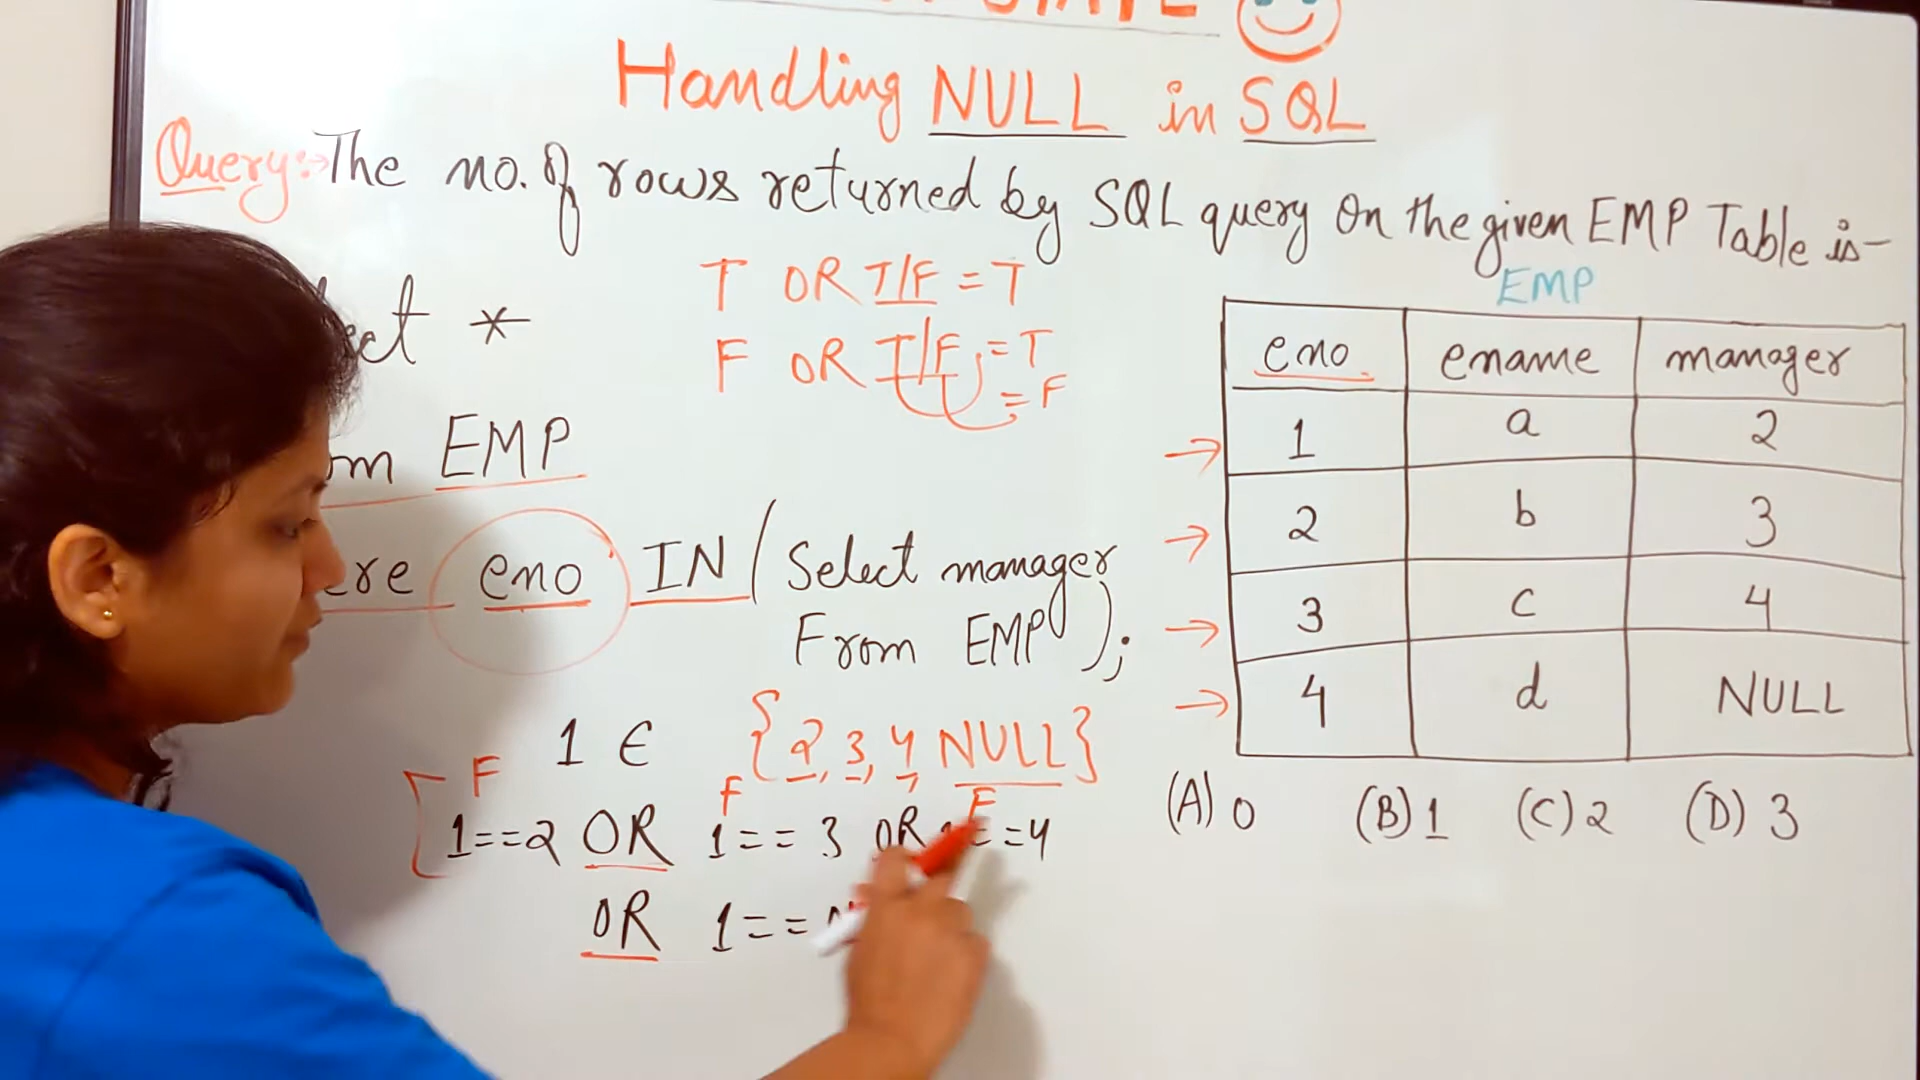 Handling NULL in SQL
Query:→ The no. of rows returned by SQL query on the given EMP Table is—
T OR T/F = T
F OR T/F = T
= F
*
EMP
eno IN (Select manager
From EMP);
EMP
eno ename manager
1 a 2
2 b 3
3 c 4
4 d NULL
1 ∈ {2, 3, 4, NULL}
F F F
1==2 OR 1==3 OR ==4
OR 1==
(A) 0 (B) 1 (C) 2 (D) 3